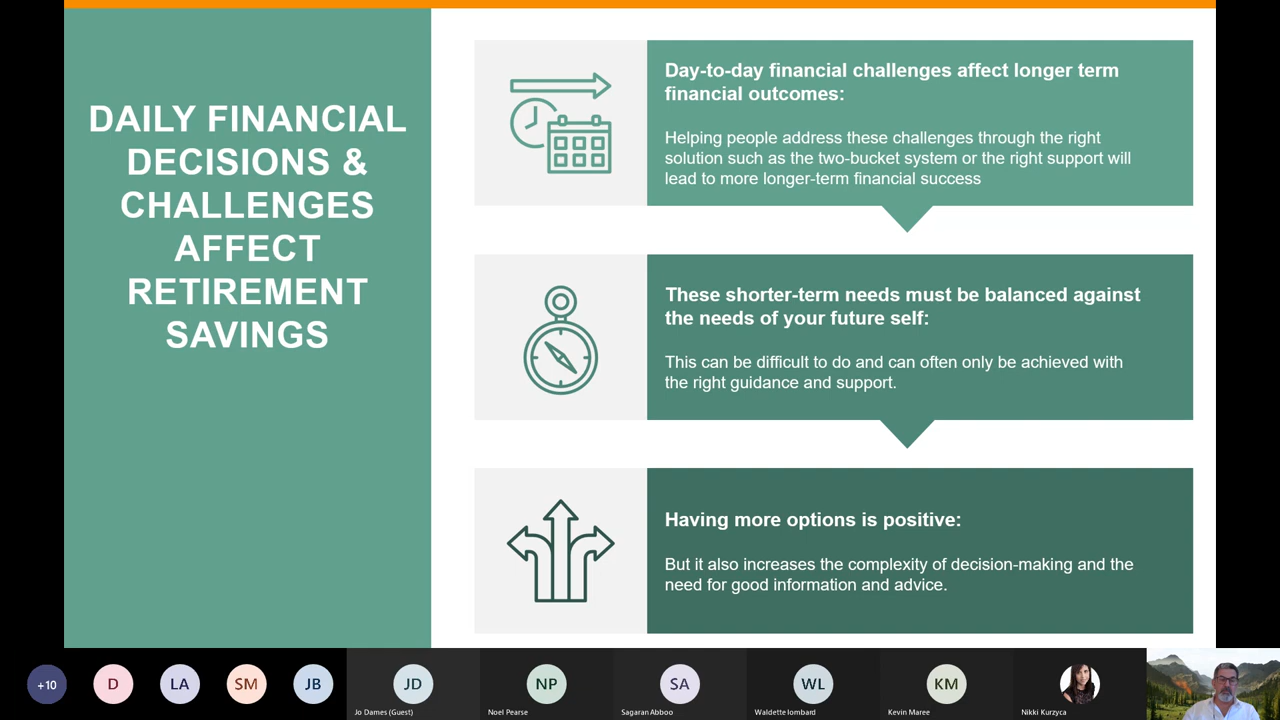 DAILY FINANCIAL
DECISIONS &
CHALLENGES
AFFECT
RETIREMENT
SAVINGS
Day-to-day financial challenges affect longer term
financial outcomes:
Helping people address these challenges through the right
solution such as the two-bucket system or the right support will
lead to more longer-term financial success
These shorter-term needs must be balanced against
the needs of your future self:
This can be difficult to do and can often only be achieved with
the right guidance and support.
Having more options is positive:
But it also increases the complexity of decision-making and the
need for good information and advice.
+10
D
LA
SM
JB
JD
NP
SA
WL
KM
Jo Dames (Guest)
Noel Pearse
Sagaran Abboo
Waldette lombard
Kevin Maree
Nikki Kurzyca